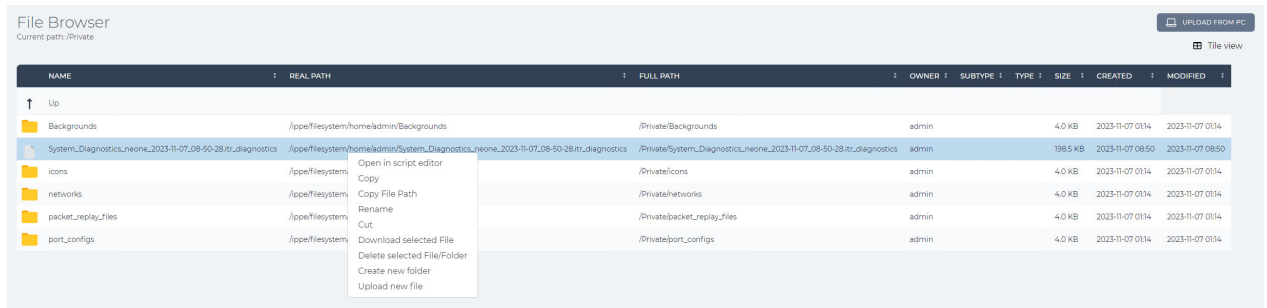 File Browser
UPLOAD FROM PC
Current path: /Private
Tile view
NAME REAL PATH FULL PATH OWNER SUBTYPE TYPE SIZE CREATED MODIFIED
Up
Backgrounds /ippe/filesystem/home/admin/Backgrounds /Private/Backgrounds admin 4.0 KB 2023-11-07 01:14 2023-11-07 01:14
System_Diagnostics_neone_2023-11-07_08-50-28.itr_diagnostics /ippe/filesystem/home/admin/System_Diagnostics_neone_2023-11-07_08-50-28.itr_diagnostics /Private/System_Diagnostics_neone_2023-11-07_08-50-28.itr_diagnostics admin 198.5 KB 2023-11-07 08:50 2023-11-07 08:50
icons /ippe/filesystem /Private/icons admin 4.0 KB 2023-11-07 01:14 2023-11-07 01:14
networks /ippe/filesystem /Private/networks admin 4.0 KB 2023-11-07 01:14 2023-11-07 01:14
packet_replay_files /ippe/filesystem /Private/packet_replay_files admin 4.0 KB 2023-11-07 01:14 2023-11-07 01:14
port_configs /ippe/filesystem /Private/port_configs admin 4.0 KB 2023-11-07 01:14 2023-11-07 01:14
Open in script editor
Copy
Copy File Path
Rename
Cut
Download selected File
Delete selected File/Folder
Create new folder
Upload new file